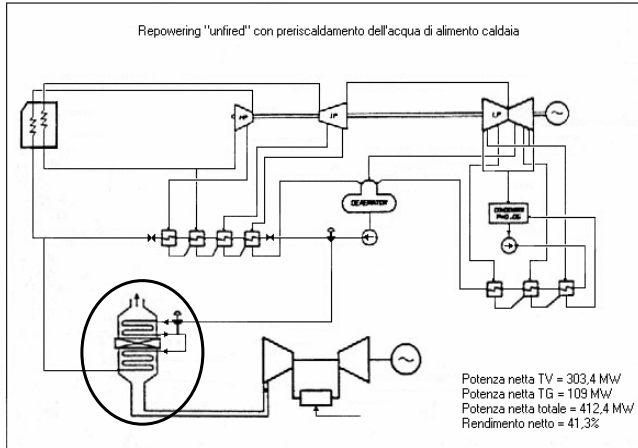 Repowering "unfired" con preriscaldamento dell'acqua di alimento caldaia
HP
IP
LP
DEAERATOR
CONDENSER
Potenza netta TV = 303,4 MW
Potenza netta TG = 109 MW
Potenza netta totale = 412,4 MW
Rendimento netto = 41,3%